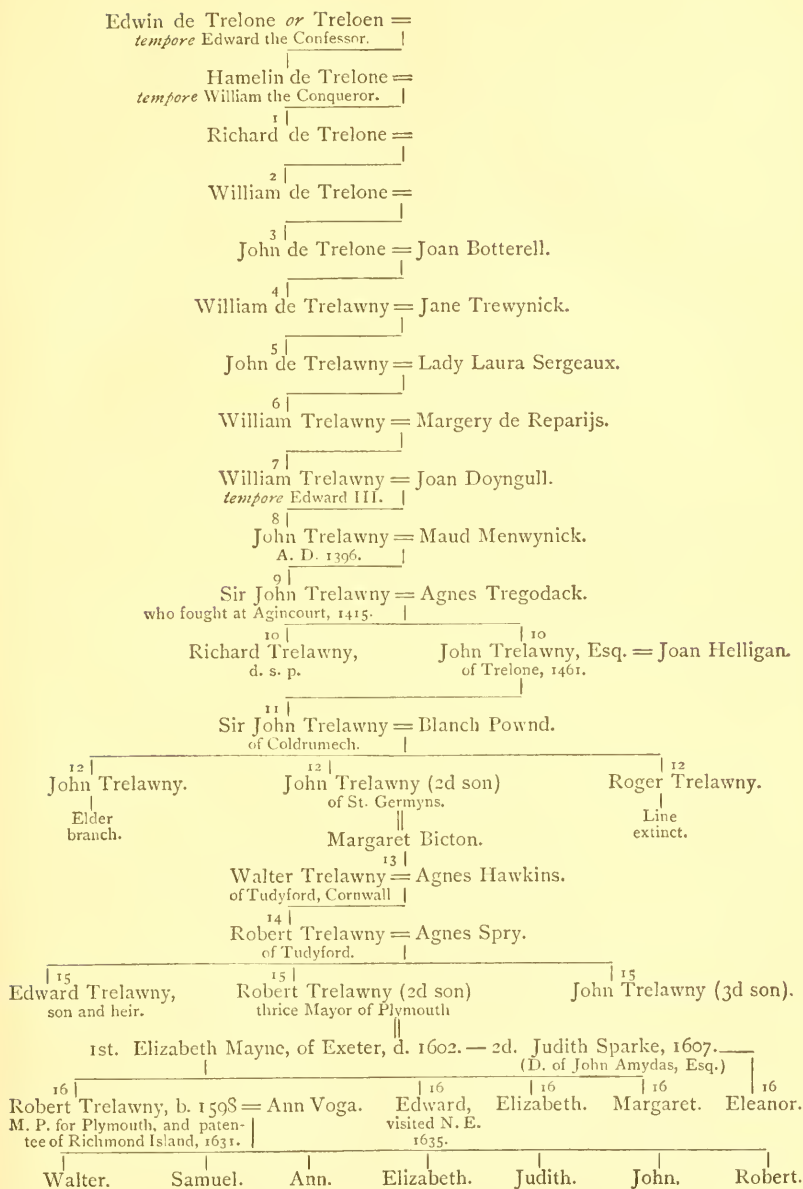 Edwin de Trelone or Treloen =
tempore Edward the Confessor.
Hamelin de Trelone =
tempore William the Conqueror.
1
Richard de Trelone =
2
William de Trelone =
3
John de Trelone = Joan Botterell.
4
William de Trelawny = Jane Trewynick.
5
John de Trelawny = Lady Laura Sergeaux.
6
William Trelawny = Margery de Reparijs.
7
William Trelawny = Joan Doyngull.
tempore Edward III.
8
John Trelawny = Maud Menwynick.
A. D. 1396.
9
Sir John Trelawny = Agnes Tregodack.
who fought at Agincourt, 1415.
10 10
Richard Trelawny, John Trelawny, Esq. = Joan Helligan.
d. s. p. of Trelone, 1461.
11
Sir John Trelawny = Blanch Pownd.
of Coldrumech.
12 12 12
John Trelawny. John Trelawny (2d son) Roger Trelawny.
Elder of St. Germyns. Line
branch. extinct.
Margaret Bicton.
13
Walter Trelawny = Agnes Hawkins.
of Tudyford, Cornwall
14
Robert Trelawny = Agnes Spry.
of Tudyford.
15 15 15
Edward Trelawny, Robert Trelawny (2d son) John Trelawny (3d son).
son and heir. thrice Mayor of Plymouth
1st. Elizabeth Mayne, of Exeter, d. 1602. — 2d. Judith Sparke, 1607.
(D. of John Amydas, Esq.)
16 16 16 16 16
Robert Trelawny, b. 1598 = Ann Voga. Edward, Elizabeth. Margaret. Eleanor.
M. P. for Plymouth, and paten- visited N. E.
tee of Richmond Island, 1631. 1635.
Walter. Samuel. Ann. Elizabeth. Judith. John. Robert.